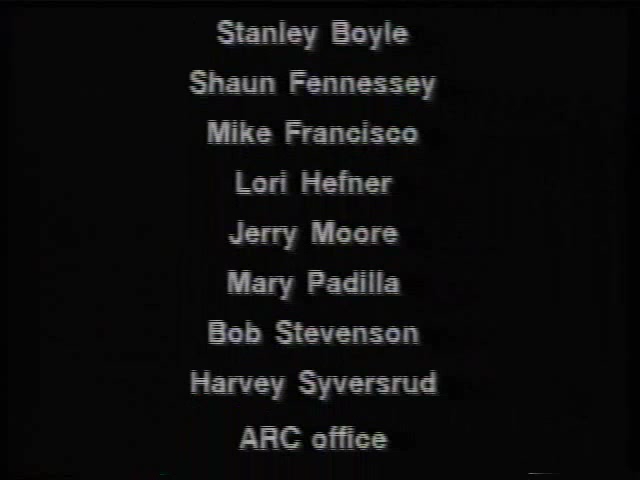 Stanley Boyle
Shaun Fennessey
Mike Francisco
Lori Hefner
Jerry Moore
Mary Padilla
Bob Stevenson
Harvey Syversrud
ARC office